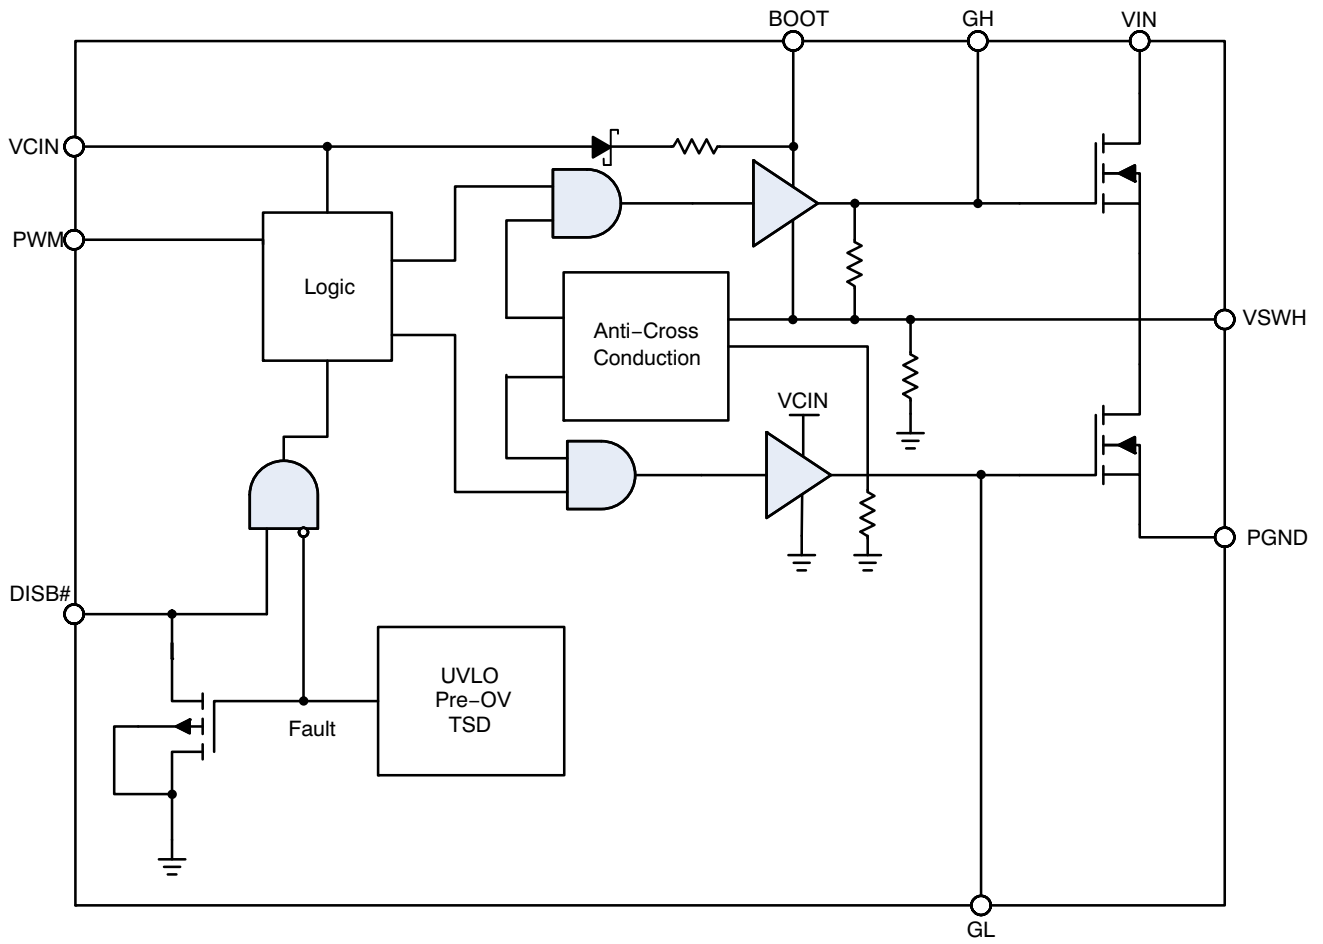 BOOT
GH
VIN
VCIN
PWM
Logic
Anti−Cross
Conduction
VSWH
VCIN
PGND
DISB#
UVLO
Pre−OV
TSD
Fault
GL